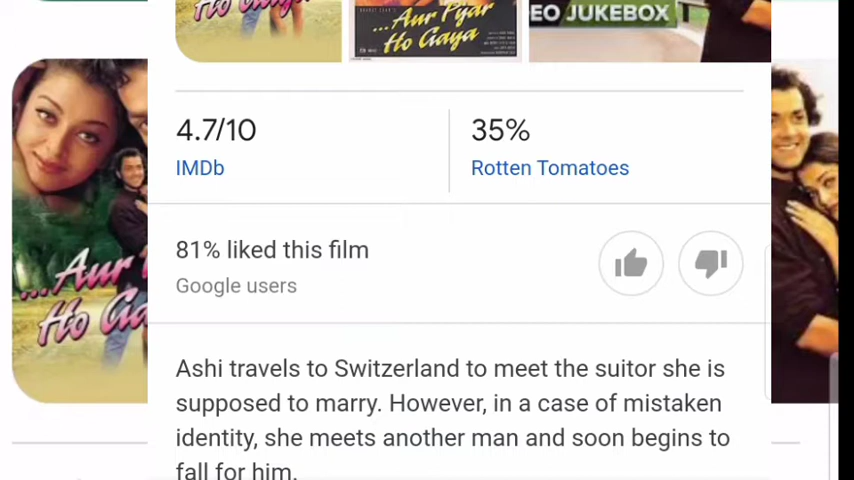 ...Aur Pyar
Ho Gaya
EO JUKEBOX
4.7/10
35%
IMDb
Rotten Tomatoes
81% liked this film
Google users
...Aur
Ho Ga
Ashi travels to Switzerland to meet the suitor she is
supposed to marry. However, in a case of mistaken
identity, she meets another man and soon begins to
fall for him.